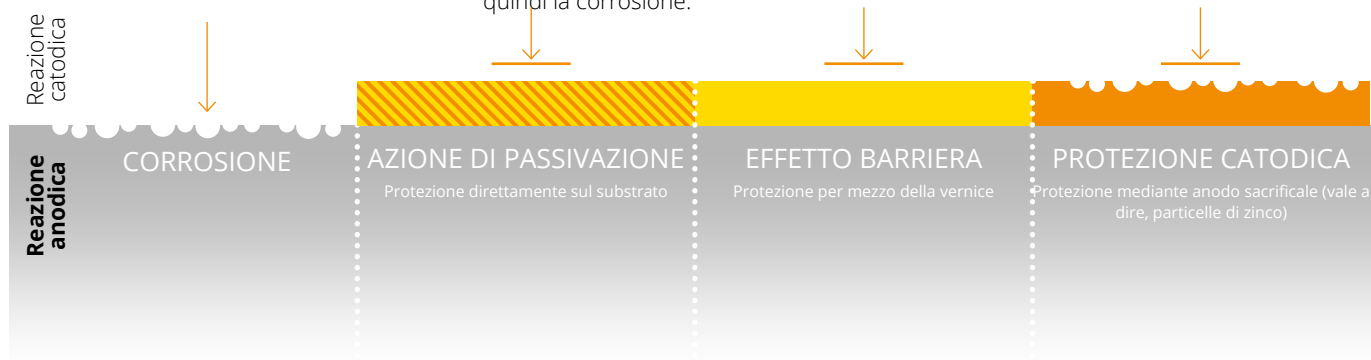 quindi la corrosione.
Reazione
catodica
Reazione
anodica
CORROSIONE
AZIONE DI PASSIVAZIONE
Protezione direttamente sul substrato
EFFETTO BARRIERA
Protezione per mezzo della vernice
PROTEZIONE CATODICA
Protezione mediante anodo sacrificale (vale a
dire, particelle di zinco)